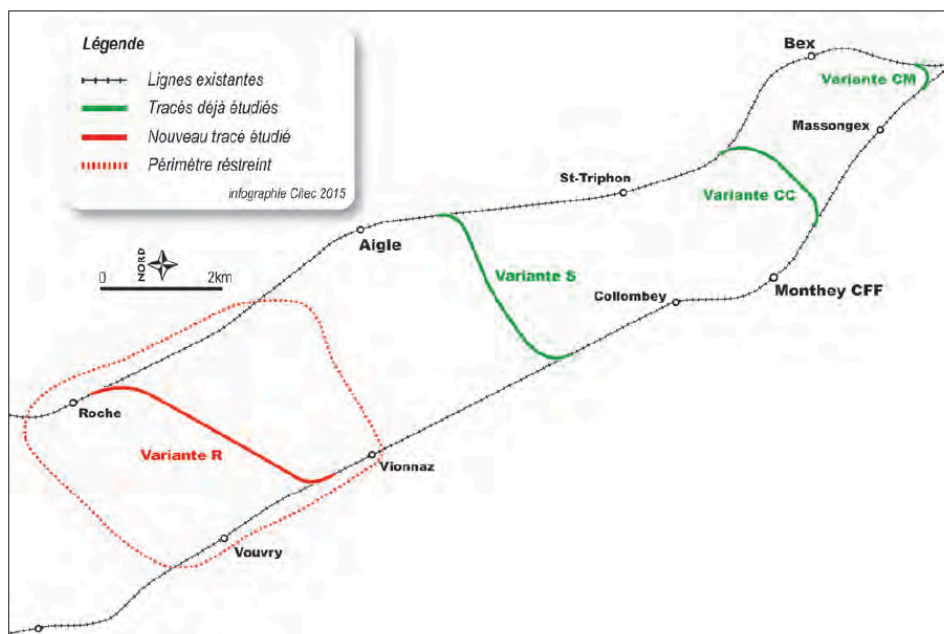 Légende
Lignes existantes
Tracés déjà étudiés
Nouveau tracé étudié
Périmètre réstreint
infographie Citec 2015
Bex
Variante CM
Massongex
St-Triphon
Variante CC
Aigle
NORD
0 2km
Variante S
Collombey
Monthey CFF
Roche
Variante R
Vionnaz
Vouvry